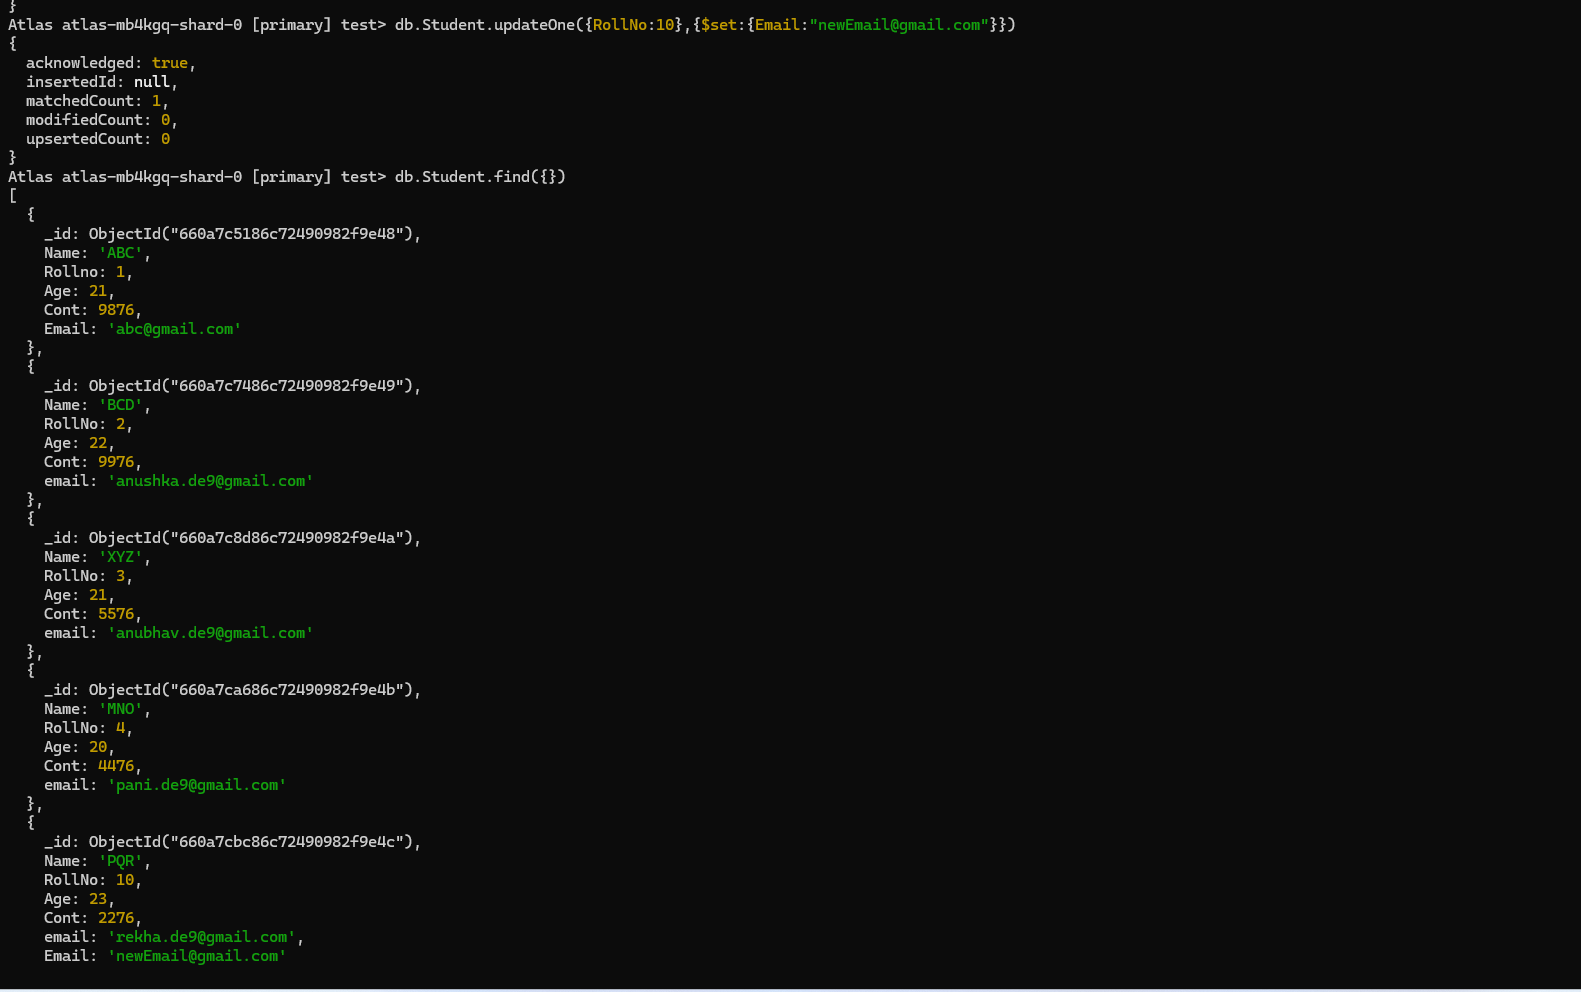 }
Atlas atlas-mb4kgq-shard-0 [primary] test> db.Student.updateOne({RollNo:10},{$set:{Email:"newEmail@gmail.com"}})
{
  acknowledged: true,
  insertedId: null,
  matchedCount: 1,
  modifiedCount: 0,
  upsertedCount: 0
}
Atlas atlas-mb4kgq-shard-0 [primary] test> db.Student.find({})
[
  {
    _id: ObjectId("660a7c5186c72490982f9e48"),
    Name: 'ABC',
    Rollno: 1,
    Age: 21,
    Cont: 9876,
    Email: 'abc@gmail.com'
  },
  {
    _id: ObjectId("660a7c7486c72490982f9e49"),
    Name: 'BCD',
    RollNo: 2,
    Age: 22,
    Cont: 9976,
    email: 'anushka.de9@gmail.com'
  },
  {
    _id: ObjectId("660a7c8d86c72490982f9e4a"),
    Name: 'XYZ',
    RollNo: 3,
    Age: 21,
    Cont: 5576,
    email: 'anubhav.de9@gmail.com'
  },
  {
    _id: ObjectId("660a7ca686c72490982f9e4b"),
    Name: 'MNO',
    RollNo: 4,
    Age: 20,
    Cont: 4476,
    email: 'pani.de9@gmail.com'
  },
  {
    _id: ObjectId("660a7cbc86c72490982f9e4c"),
    Name: 'PQR',
    RollNo: 10,
    Age: 23,
    Cont: 2276,
    email: 'rekha.de9@gmail.com',
    Email: 'newEmail@gmail.com'